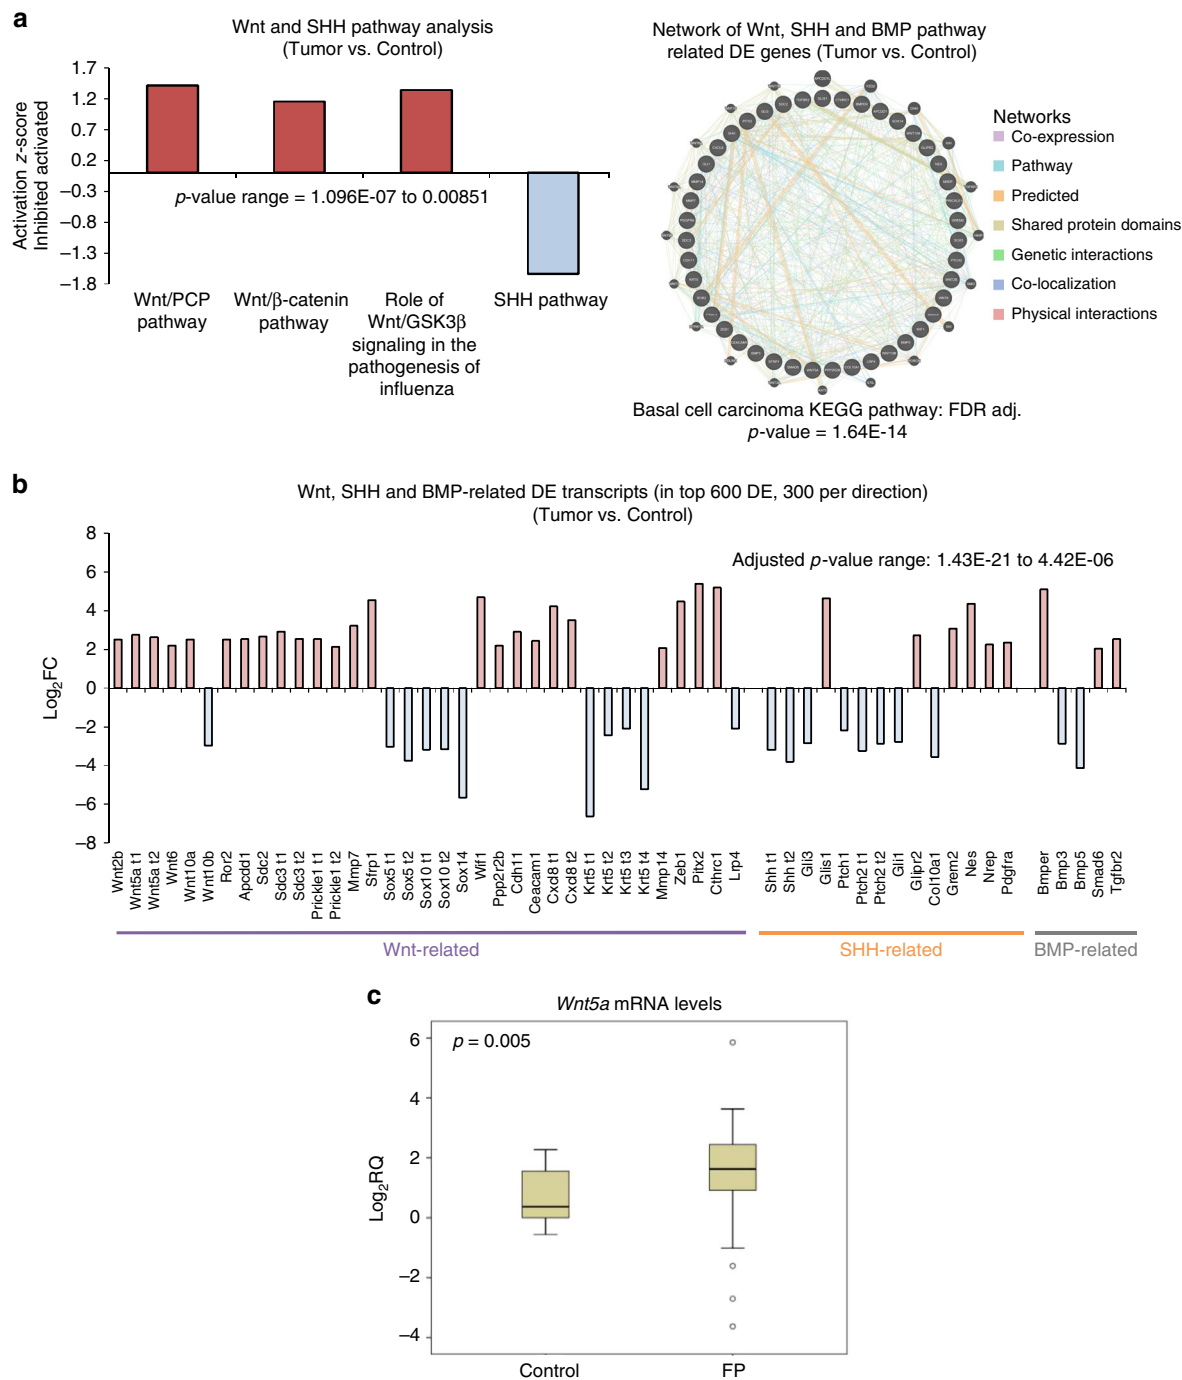 a
Wnt and SHH pathway analysis
(Tumor vs. Control)
Activation z-score
Inhibited activated
1.7
1.2
0.7
0.2
−0.3
−0.8
−1.3
−1.8
p-value range = 1.096E-07 to 0.00851
Wnt/PCP
pathway
Wnt/β-catenin
pathway
Role of
Wnt/GSK3β
signaling in the
pathogenesis of
influenza
SHH pathway
Network of Wnt, SHH and BMP pathway
related DE genes (Tumor vs. Control)
Networks
Co-expression
Pathway
Predicted
Shared protein domains
Genetic interactions
Co-localization
Physical interactions
Basal cell carcinoma KEGG pathway: FDR adj.
p-value = 1.64E-14
b
Wnt, SHH and BMP-related DE transcripts (in top 600 DE, 300 per direction)
(Tumor vs. Control)
Adjusted p-value range: 1.43E-21 to 4.42E-06
Log2FC
8
6
4
2
0
−2
−4
−6
−8
Wnt2b
Wnt5a t1
Wnt5a t2
Wnt6
Wnt10a
Wnt10b
Ror2
Apcdd1
Sdc2
Sdc3 t1
Sdc3 t2
Prickle1 t1
Prickle1 t2
Mmp7
Sfrp1
Sox5 t1
Sox5 t2
Sox10 t1
Sox10 t2
Sox14
Wif1
Ppp2r2b
Cdh11
Ceacam1
Cxd8 t1
Cxd8 t2
Krt5 t1
Krt5 t2
Krt5 t3
Krt5 t4
Mmp14
Zeb1
Pitx2
Cthrc1
Lrp4
Shh t1
Shh t2
Gli3
Glis1
Ptch1
Ptch2 t1
Ptch2 t2
Gli1
Glipr2
Col10a1
Grem2
Nes
Nrep
Pdgfra
Bmper
Bmp3
Bmp5
Smad6
Tgfbr2
Wnt-related
SHH-related
BMP-related
c
Wnt5a mRNA levels
p = 0.005
Log2RQ
6
4
2
0
−2
−4
Control
FP